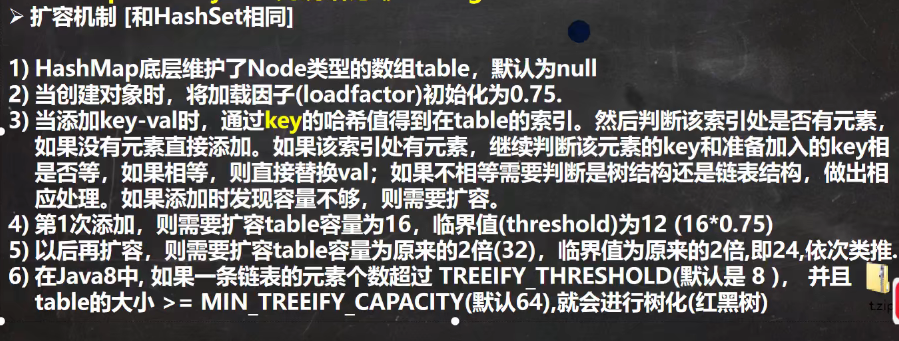 ➢ 扩容机制 [和HashSet相同]
1) HashMap底层维护了Node类型的数组table，默认为null
2) 当创建对象时，将加载因子(loadfactor)初始化为0.75.
3) 当添加key-val时，通过key的哈希值得到在table的索引。然后判断该索引处是否有元素，
如果没有元素直接添加。如果该索引处有元素，继续判断该元素的key和准备加入的key相
是否等，如果相等，则直接替换val；如果不相等需要判断是树结构还是链表结构，做出相
应处理。如果添加时发现容量不够，则需要扩容。
4) 第1次添加，则需要扩容table容量为16，临界值(threshold)为12 (16*0.75)
5) 以后再扩容，则需要扩容table容量为原来的2倍(32)，临界值为原来的2倍,即24,依次类推.
6) 在Java8中, 如果一条链表的元素个数超过 TREEIFY_THRESHOLD(默认是 8 )， 并且
table的大小 >= MIN_TREEIFY_CAPACITY(默认64),就会进行树化(红黑树)
t.zip